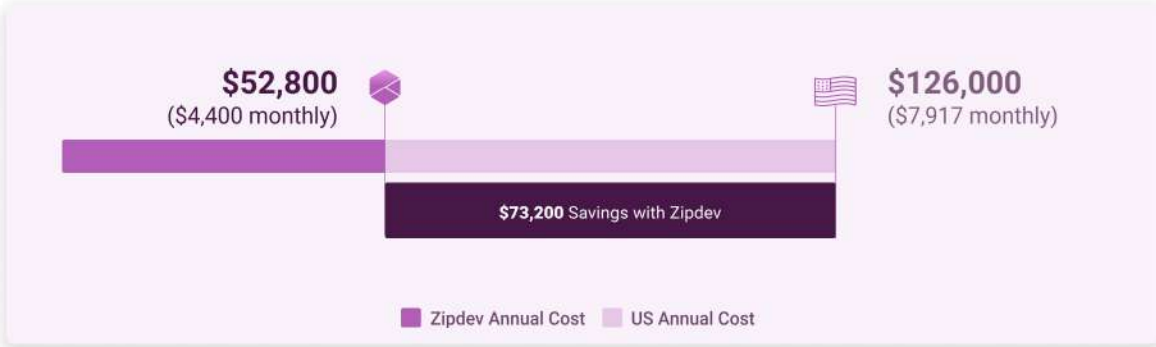 $52,800
($4,400 monthly)
$126,000
($7,917 monthly)
$73,200 Savings with Zipdev
Zipdev Annual Cost
US Annual Cost